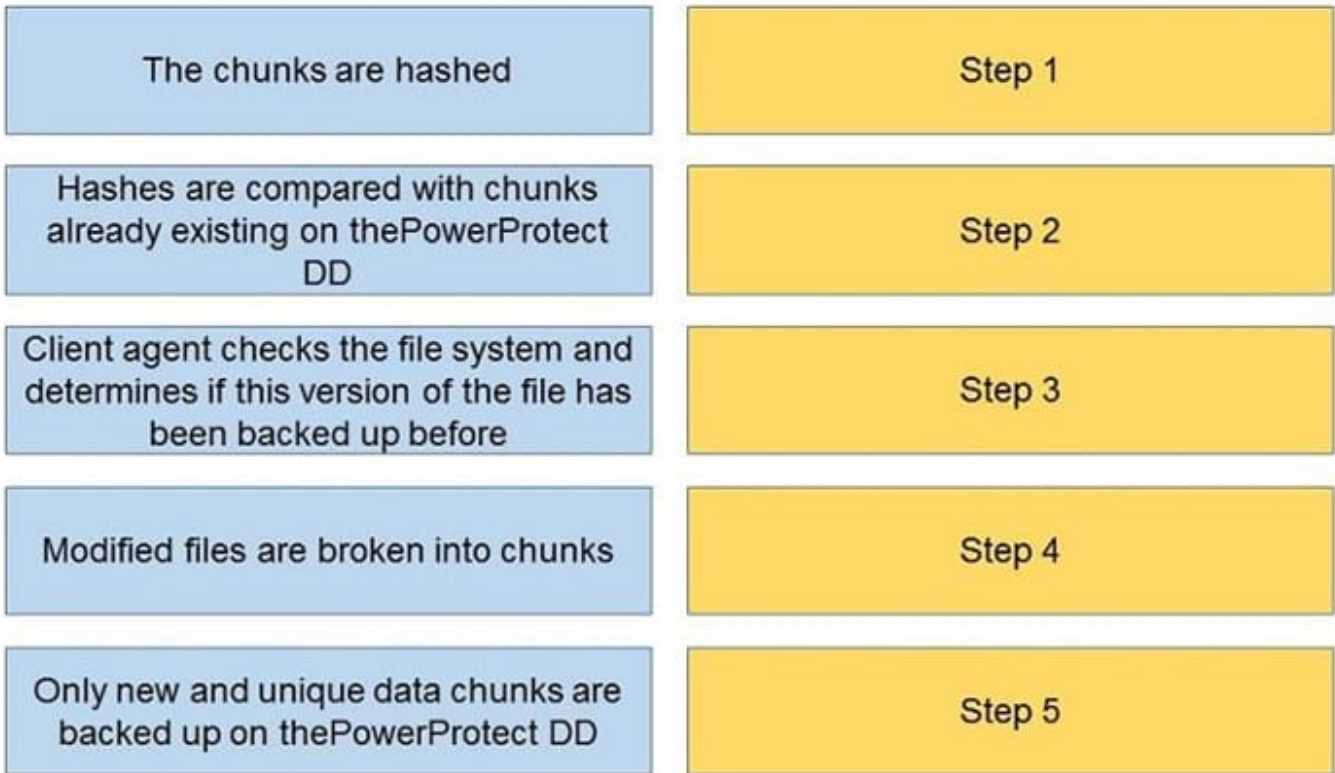 The chunks are hashed
Step 1
Hashes are compared with chunks
already existing on thePowerProtect
DD
Step 2
Client agent checks the file system and
determines if this version of the file has
been backed up before
Step 3
Modified files are broken into chunks
Step 4
Only new and unique data chunks are
backed up on thePowerProtect DD
Step 5